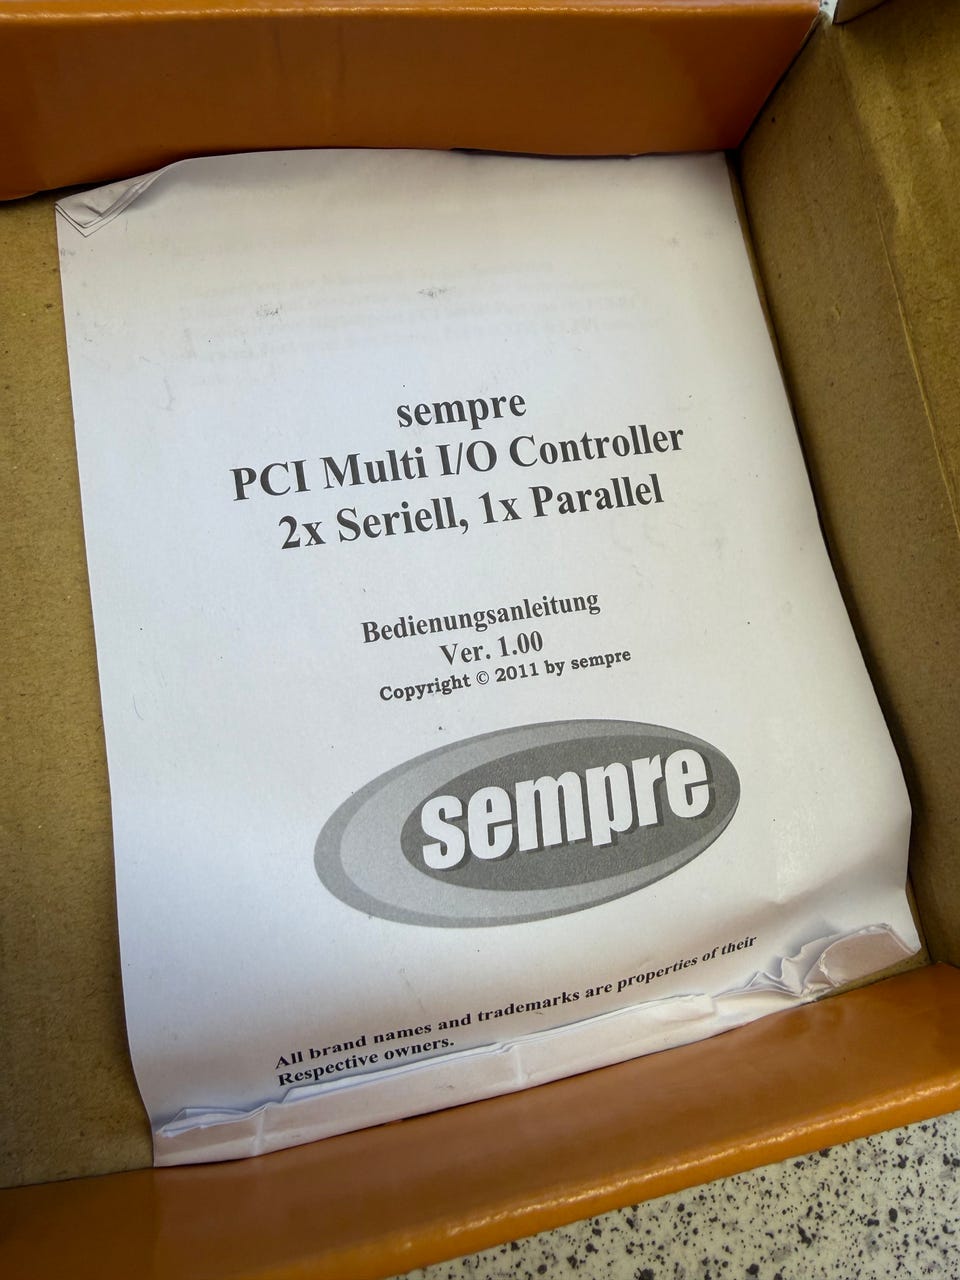 sempre
PCI Multi I/O Controller
2x Seriell, 1x Parallel
Bedienungsanleitung
Ver. 1.00
Copyright © 2011 by sempre
sempre
All brand names and trademarks are properties of their
Respective owners.